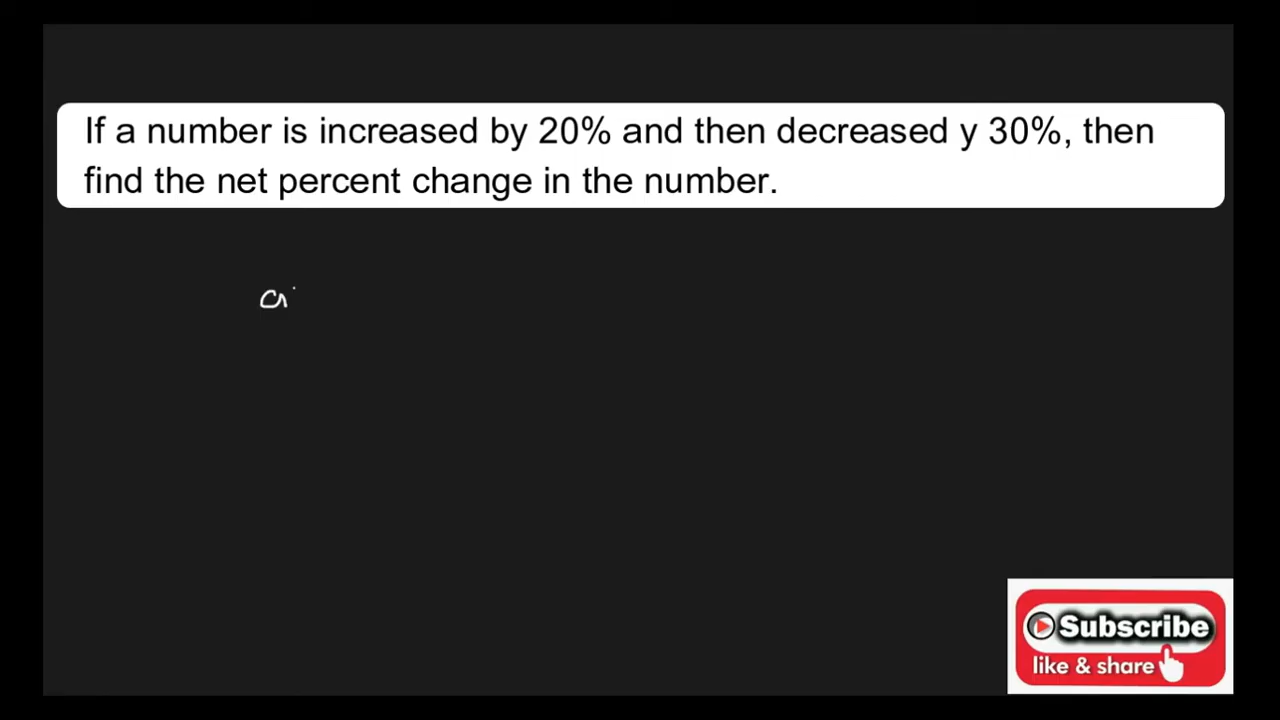 If a number is increased by 20% and then decreased y 30%, then
find the net percent change in the number.
Subscribe
like & share